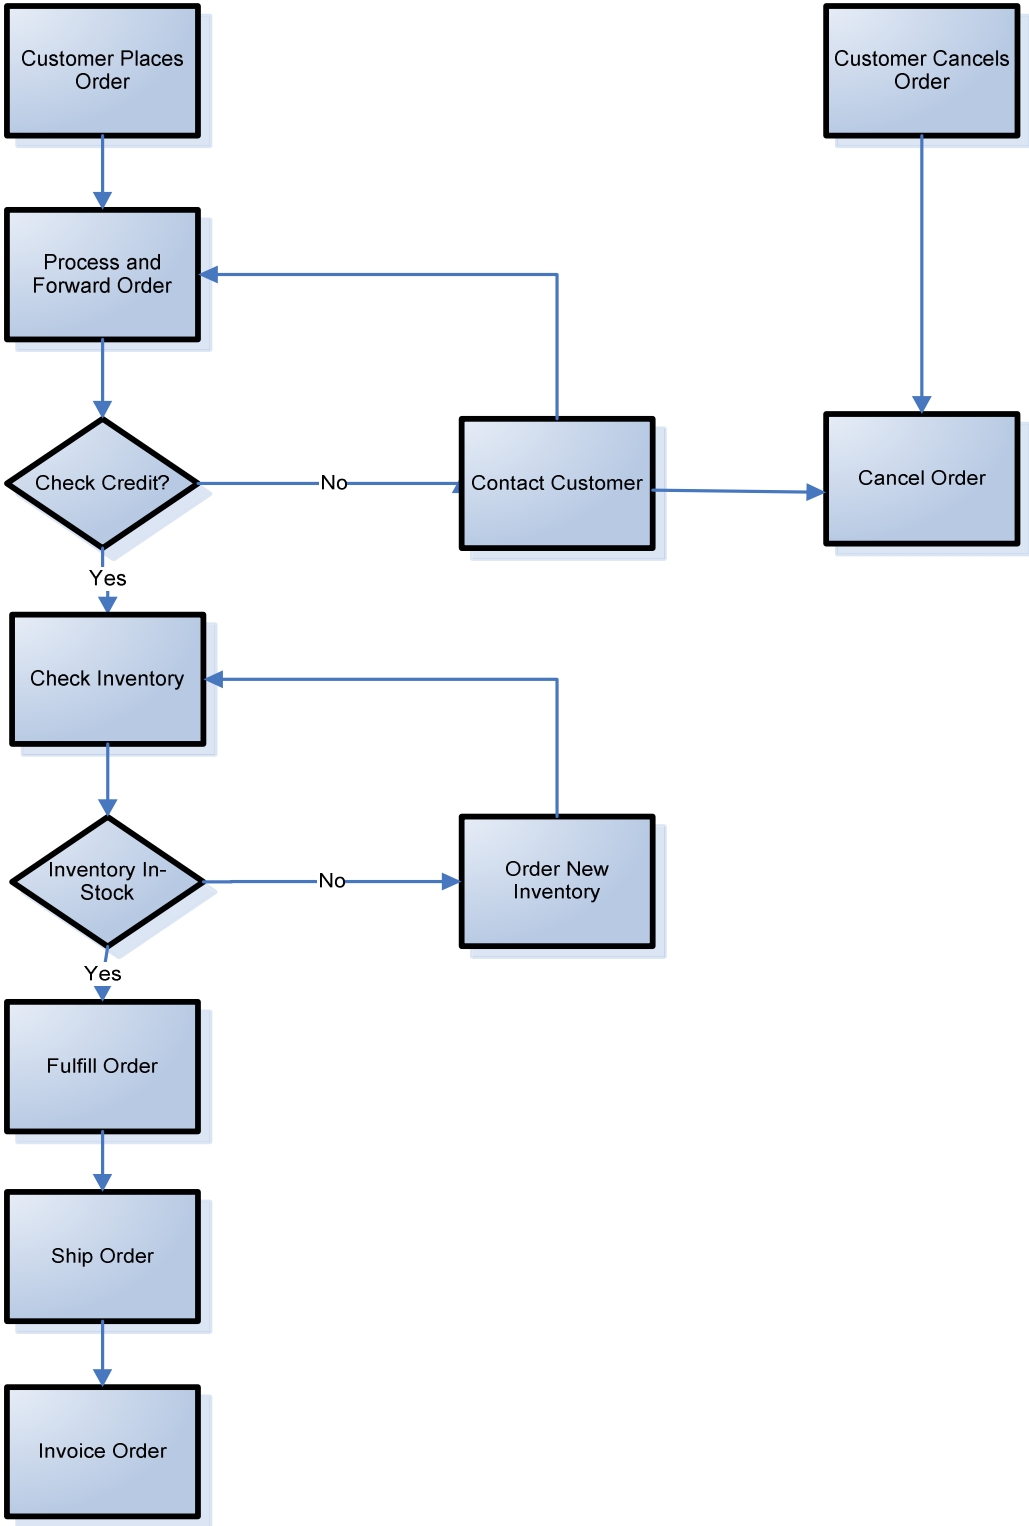 Customer Places
Order
Customer Cancels
Order
Process and
Forward Order
Check Credit?
No
Contact Customer
Cancel Order
Yes
Check Inventory
Inventory In-
Stock
No
Order New
Inventory
Yes
Fulfill Order
Ship Order
Invoice Order